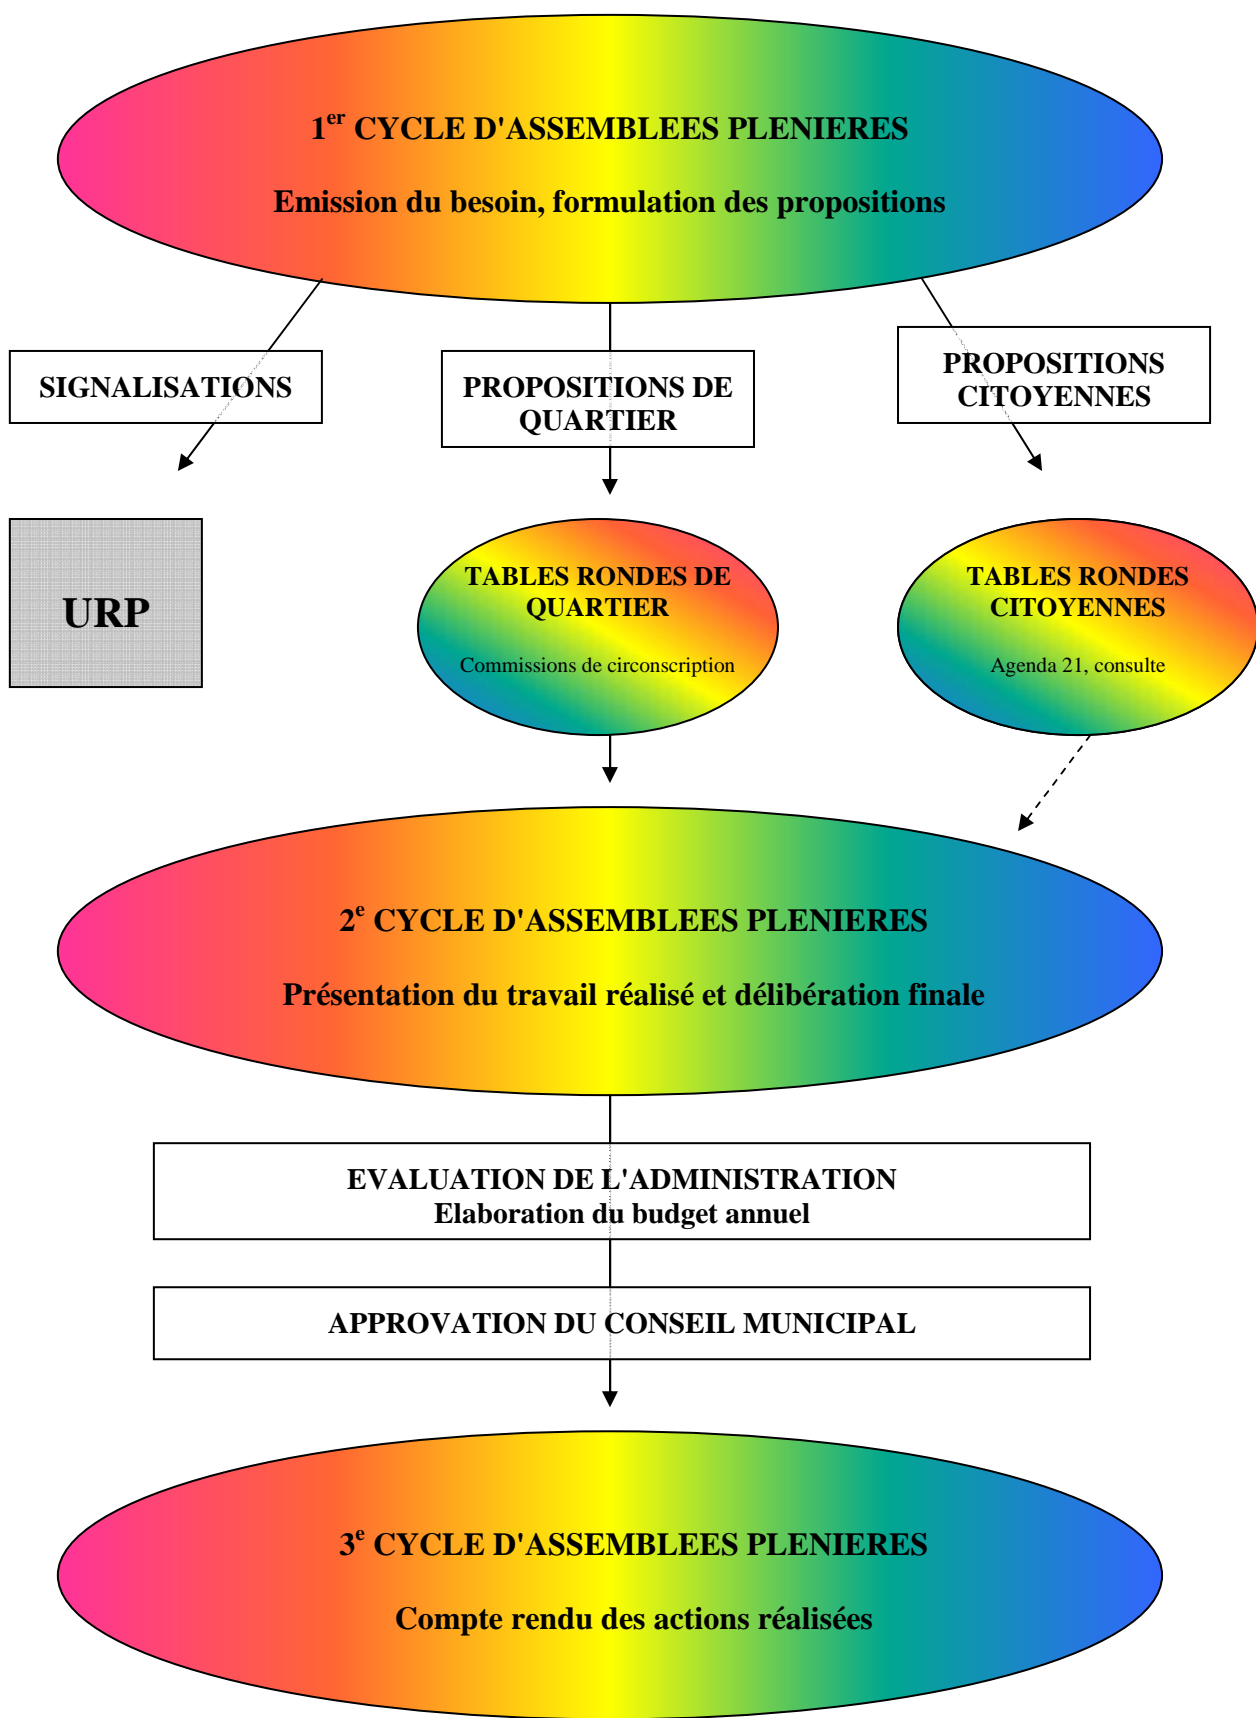 1er CYCLE D'ASSEMBLEES PLENIERES
Emission du besoin, formulation des propositions
SIGNALISATIONS
PROPOSITIONS DE
QUARTIER
PROPOSITIONS
CITOYENNES
URP
TABLES RONDES DE
QUARTIER
Commissions de circonscription
TABLES RONDES
CITOYENNES
Agenda 21, consulte
2e CYCLE D'ASSEMBLEES PLENIERES
Présentation du travail réalisé et délibération finale
EVALUATION DE L'ADMINISTRATION
Elaboration du budget annuel
APPROVATION DU CONSEIL MUNICIPAL
3e CYCLE D'ASSEMBLEES PLENIERES
Compte rendu des actions réalisées